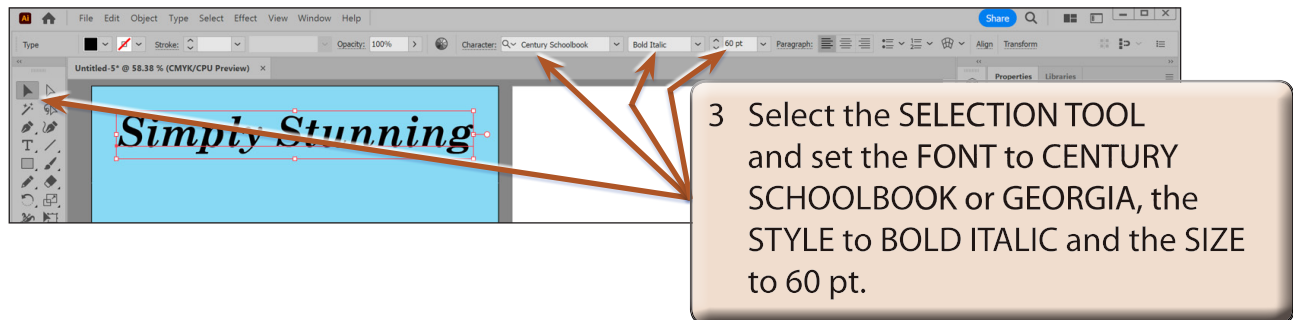 Ai File Edit Object Type Select Effect View Window Help Share
Type Stroke: Opacity: 100% Character: Century Schoolbook Bold Italic 60 pt Paragraph: Align Transform
Untitled-5* @ 58.38 % (CMYK/CPU Preview) ×
Properties Libraries
Simply Stunning
3 Select the SELECTION TOOL
and set the FONT to CENTURY
SCHOOLBOOK or GEORGIA, the
STYLE to BOLD ITALIC and the SIZE
to 60 pt.